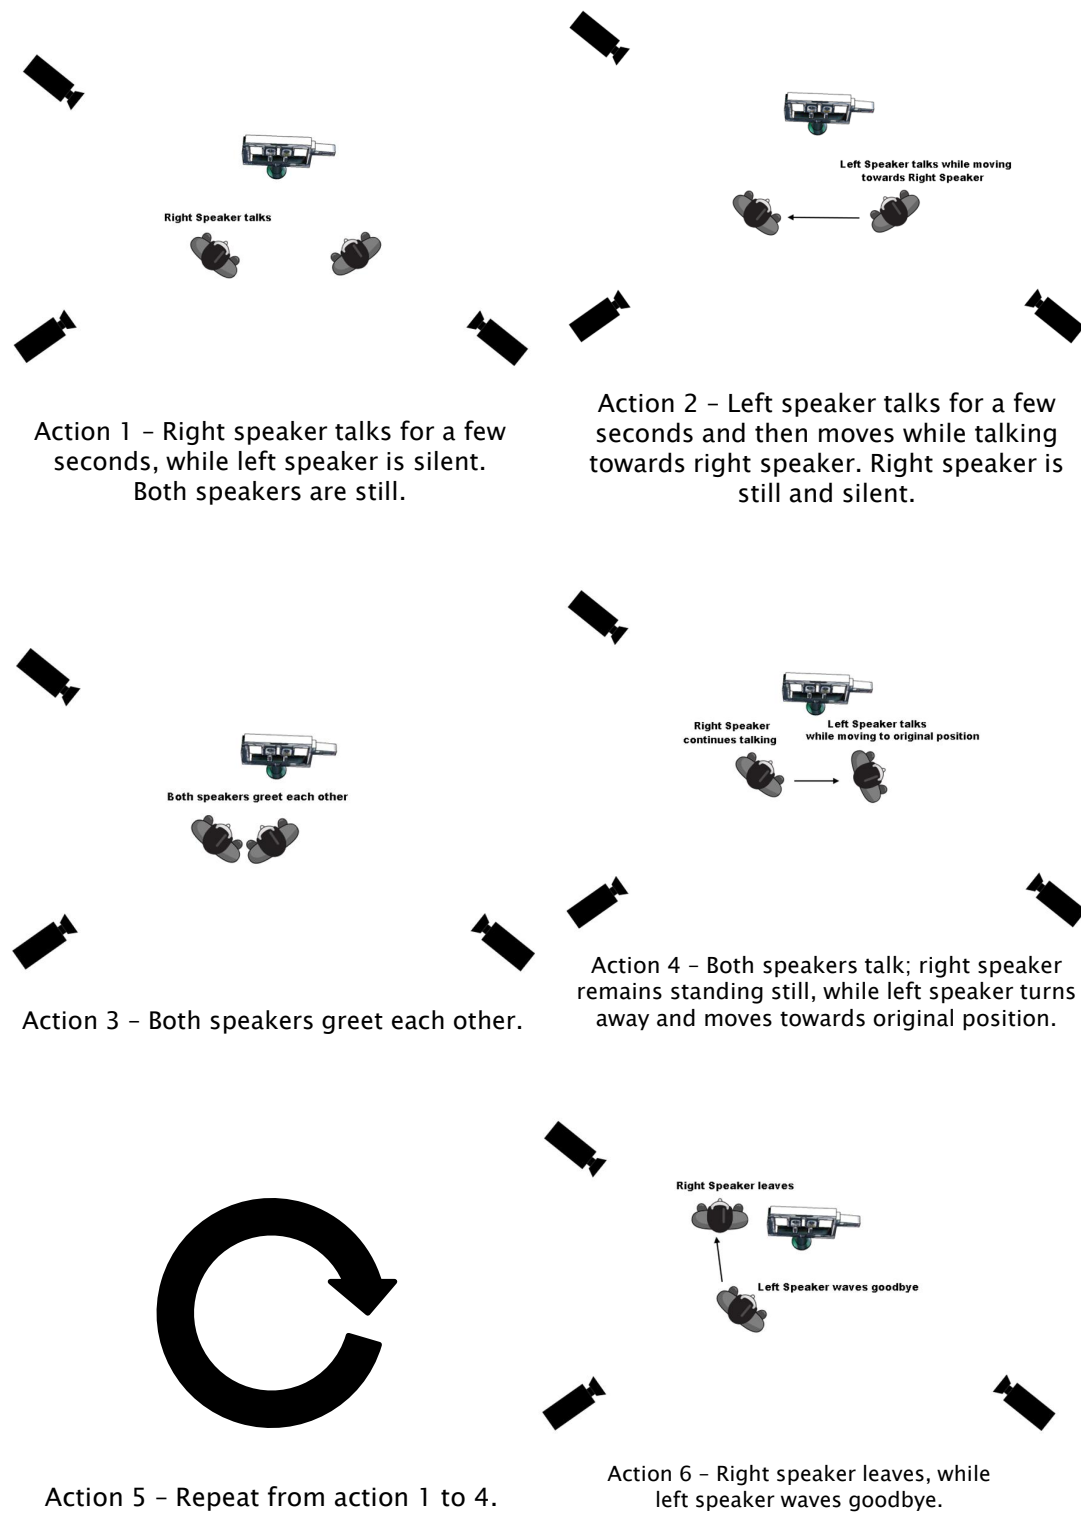 Right Speaker talks
Action 1 – Right speaker talks for a few
seconds, while left speaker is silent.
Both speakers are still.
Left Speaker talks while moving
towards Right Speaker
Action 2 – Left speaker talks for a few
seconds and then moves while talking
towards right speaker. Right speaker is
still and silent.
Both speakers greet each other
Action 3 – Both speakers greet each other.
Right Speaker
continues talking
Left Speaker talks
while moving to original position
Action 4 – Both speakers talk; right speaker
remains standing still, while left speaker turns
away and moves towards original position.
Action 5 – Repeat from action 1 to 4.
Right Speaker leaves
Left Speaker waves goodbye
Action 6 – Right speaker leaves, while
left speaker waves goodbye.